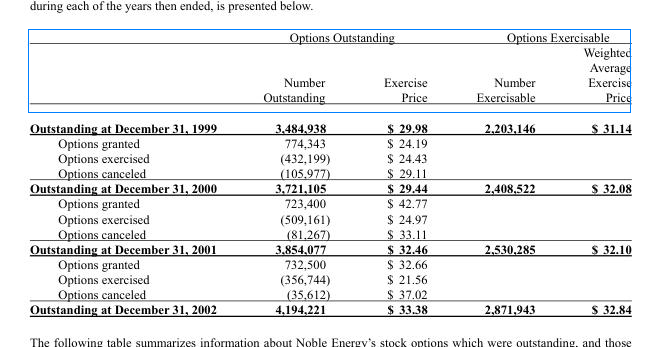 during each of the years then ended, is presented below.
Options Outstanding Options Exercisable
Weighted
Average
Number Exercise Number Exercise
Outstanding Price Exercisable Price
Outstanding at December 31, 1999 3,484,938 $ 29.98 2,203,146 $ 31.14
Options granted 774,343 $ 24.19
Options exercised (432,199) $ 24.43
Options canceled (105,977) $ 29.11
Outstanding at December 31, 2000 3,721,105 $ 29.44 2,408,522 $ 32.08
Options granted 723,400 $ 42.77
Options exercised (509,161) $ 24.97
Options canceled (81,267) $ 33.11
Outstanding at December 31, 2001 3,854,077 $ 32.46 2,530,285 $ 32.10
Options granted 732,500 $ 32.66
Options exercised (356,744) $ 21.56
Options canceled (35,612) $ 37.02
Outstanding at December 31, 2002 4,194,221 $ 33.38 2,871,943 $ 32.84
The following table summarizes information about Noble Energy's stock options which were outstanding, and those